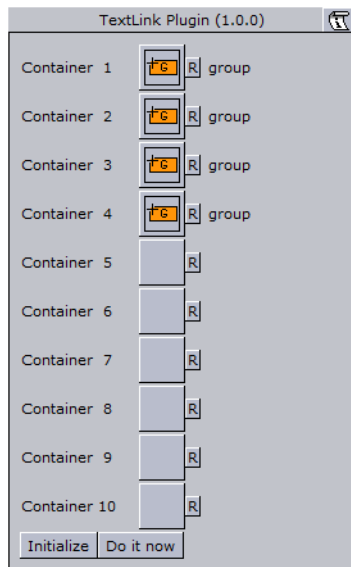 TextLink Plugin (1.0.0)
Container 1 G R group
Container 2 G R group
Container 3 G R group
Container 4 G R group
Container 5 R
Container 6 R
Container 7 R
Container 8 R
Container 9 R
Container 10 R
Initialize Do it now